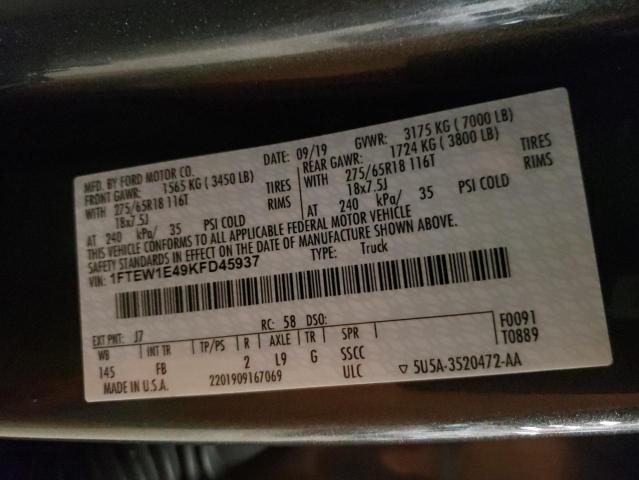 MFD. BY FORD MOTOR CO. DATE: 09/19 GVWR: 3175 KG ( 7000 LB)
FRONT GAWR: 1565 KG ( 3450 LB) REAR GAWR: 1724 KG ( 3800 LB)
WITH 275/65R18 116T TIRES WITH 275/65R18 116T TIRES
18x7.5J RIMS 18x7.5J RIMS
AT 240 kPa/ 35 PSI COLD AT 240 kPa/ 35 PSI COLD
THIS VEHICLE CONFORMS TO ALL APPLICABLE FEDERAL MOTOR VEHICLE
SAFETY STANDARDS IN EFFECT ON THE DATE OF MANUFACTURE SHOWN ABOVE.
VIN: 1FTEW1E49KFD45937 TYPE: Truck
EXT PNT: J7 RC: 58 DSO: F0091
WB INT TR TP/PS R AXLE TR SPR T0889
145 FB 2 L9 G SSCC
MADE IN U.S.A. 2201909167069 ULC ▽ 5U5A-3520472-AA